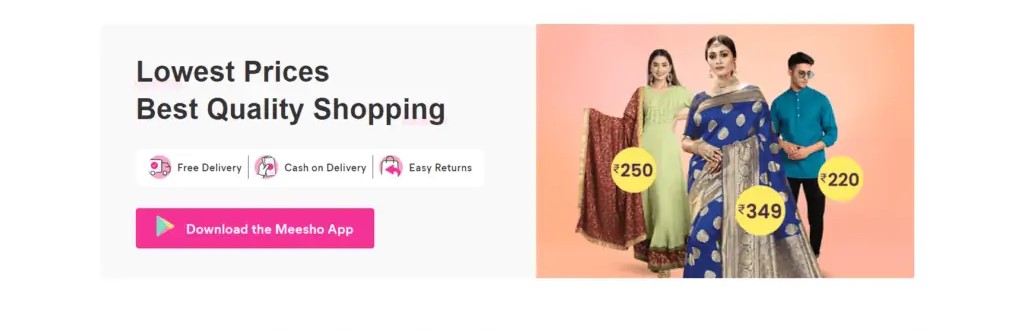 Lowest Prices
Best Quality Shopping
Free Delivery
Cash on Delivery
Easy Returns
Download the Meesho App
₹250
₹349
₹220